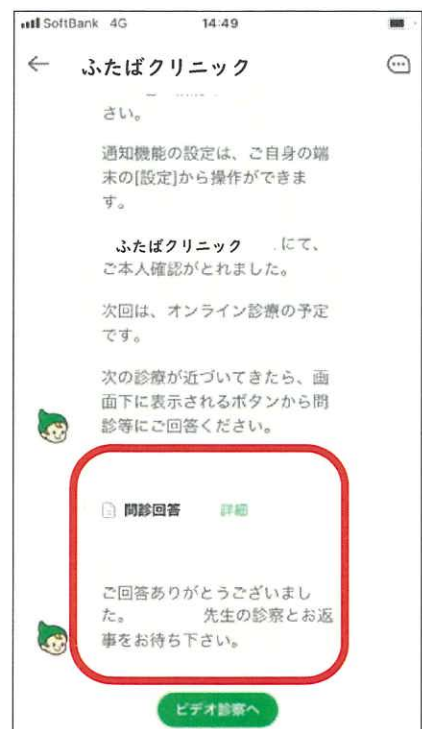 SoftBank 4G 14:49
ふたばクリニック
さい。
通知機能の設定は、ご自身の端
末の[設定]から操作ができま
す。
ふたばクリニック にて、
ご本人確認がとれました。
次回は、オンライン診療の予定
です。
次の診療が近づいてきたら、画
面下に表示されるボタンから問
診等にご回答ください。
問診回答 詳細
ご回答ありがとうございまし
た。 先生の診察とお返
事をお待ち下さい。
ビデオ診察へ